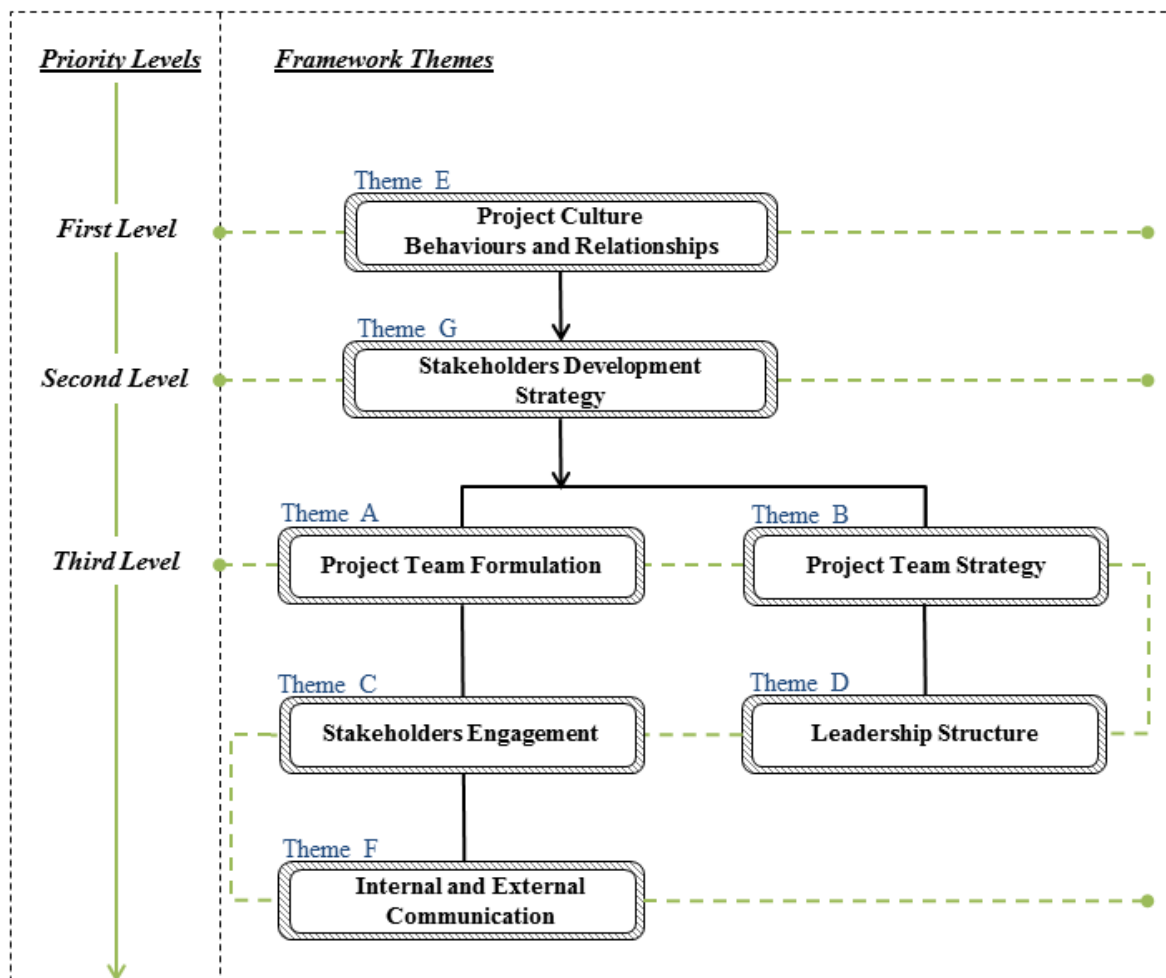 Priority Levels
Framework Themes
Theme E
First Level
Project Culture
Behaviours and Relationships
Theme G
Second Level
Stakeholders Development
Strategy
Theme A
Theme B
Third Level
Project Team Formulation
Project Team Strategy
Theme C
Theme D
Stakeholders Engagement
Leadership Structure
Theme F
Internal and External
Communication